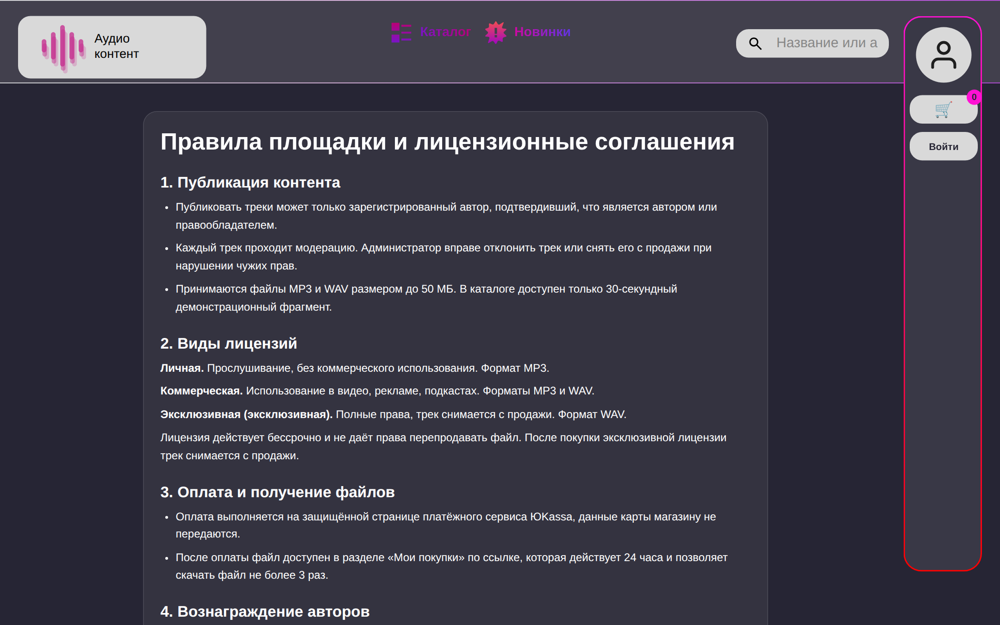 Аудио
контент
Каталог
Новинки
Название или а
0
Войти
Правила площадки и лицензионные соглашения
1. Публикация контента
• Публиковать треки может только зарегистрированный автор, подтвердивший, что является автором или
правообладателем.
• Каждый трек проходит модерацию. Администратор вправе отклонить трек или снять его с продажи при
нарушении чужих прав.
• Принимаются файлы MP3 и WAV размером до 50 МБ. В каталоге доступен только 30-секундный
демонстрационный фрагмент.
2. Виды лицензий
Личная. Прослушивание, без коммерческого использования. Формат MP3.
Коммерческая. Использование в видео, рекламе, подкастах. Форматы MP3 и WAV.
Эксклюзивная (эксклюзивная). Полные права, трек снимается с продажи. Формат WAV.
Лицензия действует бессрочно и не даёт права перепродавать файл. После покупки эксклюзивной лицензии
трек снимается с продажи.
3. Оплата и получение файлов
• Оплата выполняется на защищённой странице платёжного сервиса ЮKassa, данные карты магазину не
передаются.
• После оплаты файл доступен в разделе «Мои покупки» по ссылке, которая действует 24 часа и позволяет
скачать файл не более 3 раз.
4. Вознаграждение авторов